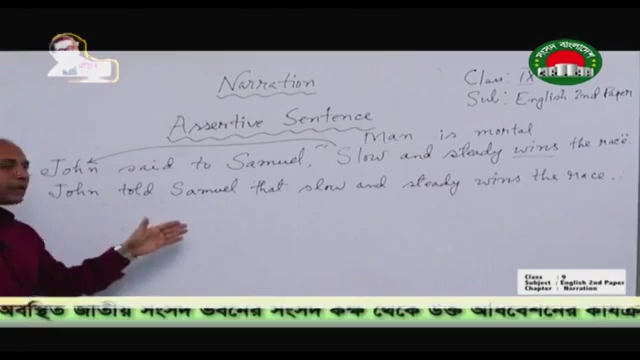 সংসদ বাংলাদেশ
Narration
Class: IX
Sub: English 2nd Paper
Assertive Sentence
Man is mortal
John said to Samuel, "Slow and steady wins the race."
John told Samuel that slow and steady wins the race.
Class : 9
Subject : English 2nd Paper
Chapter : Narration
অবস্থিত জাতীয় সংসদ ভবনের সংসদ কক্ষ থেকে উক্ত অধিবেশনের কার্যক্র